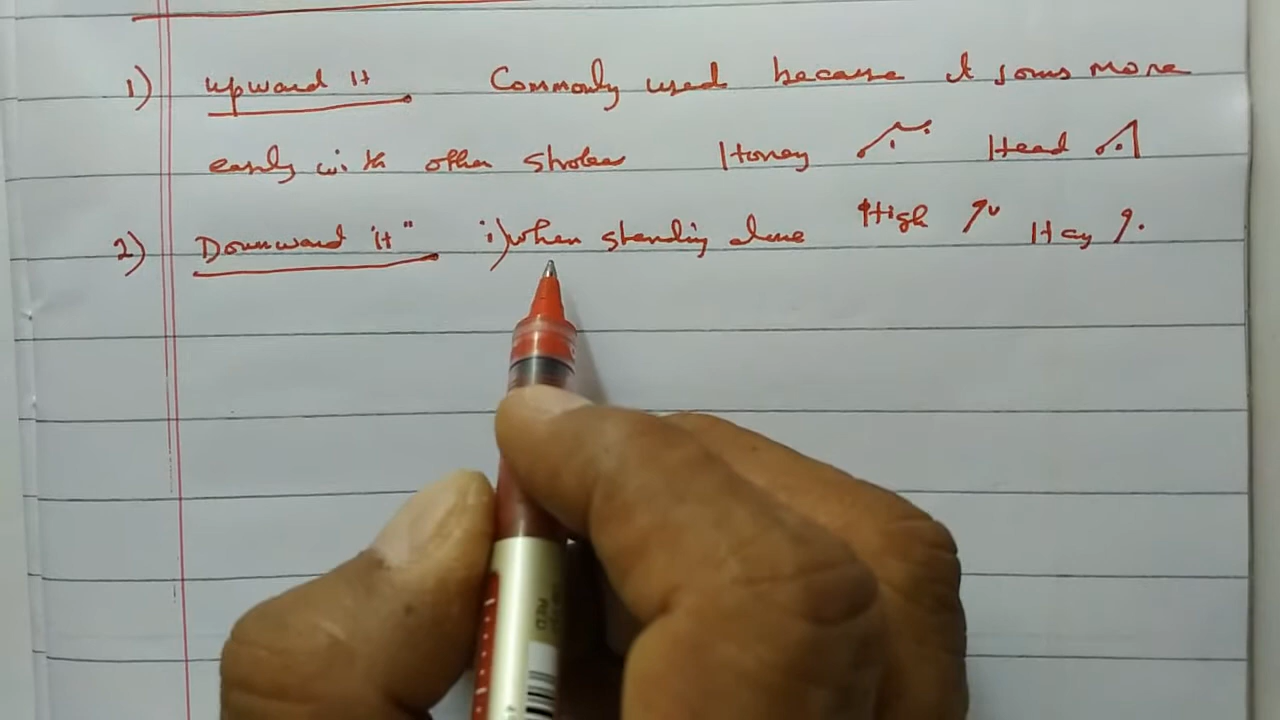 1) Upward H Commonly used because it joins more
easily with other strokes Honey Head
2) Downward "H" i) when standing alone High Hay
RED